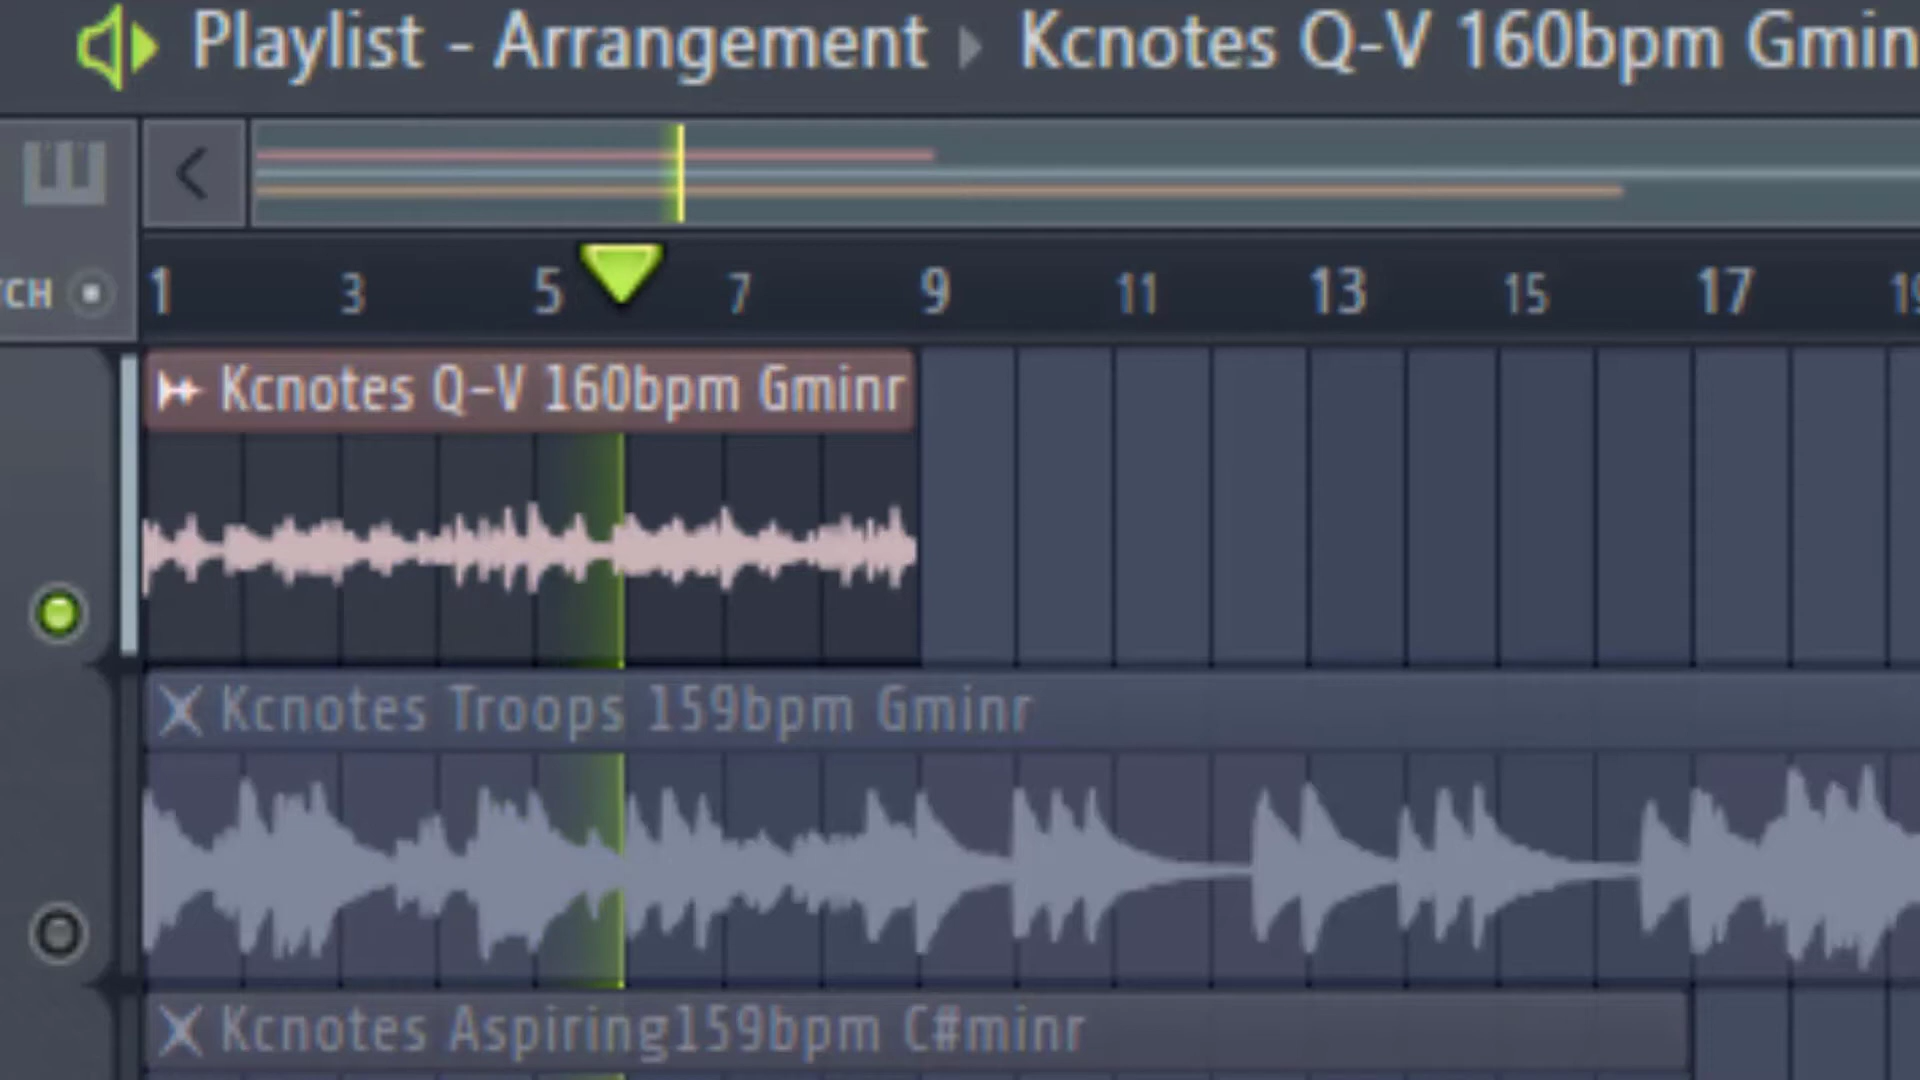 Playlist - Arrangement Kcnotes Q-V 160bpm Gmin
CH 1 3 5 7 9 11 13 15 17 19
Kcnotes Q-V 160bpm Gminr
Kcnotes Troops 159bpm Gminr
Kcnotes Aspiring159bpm C#minr